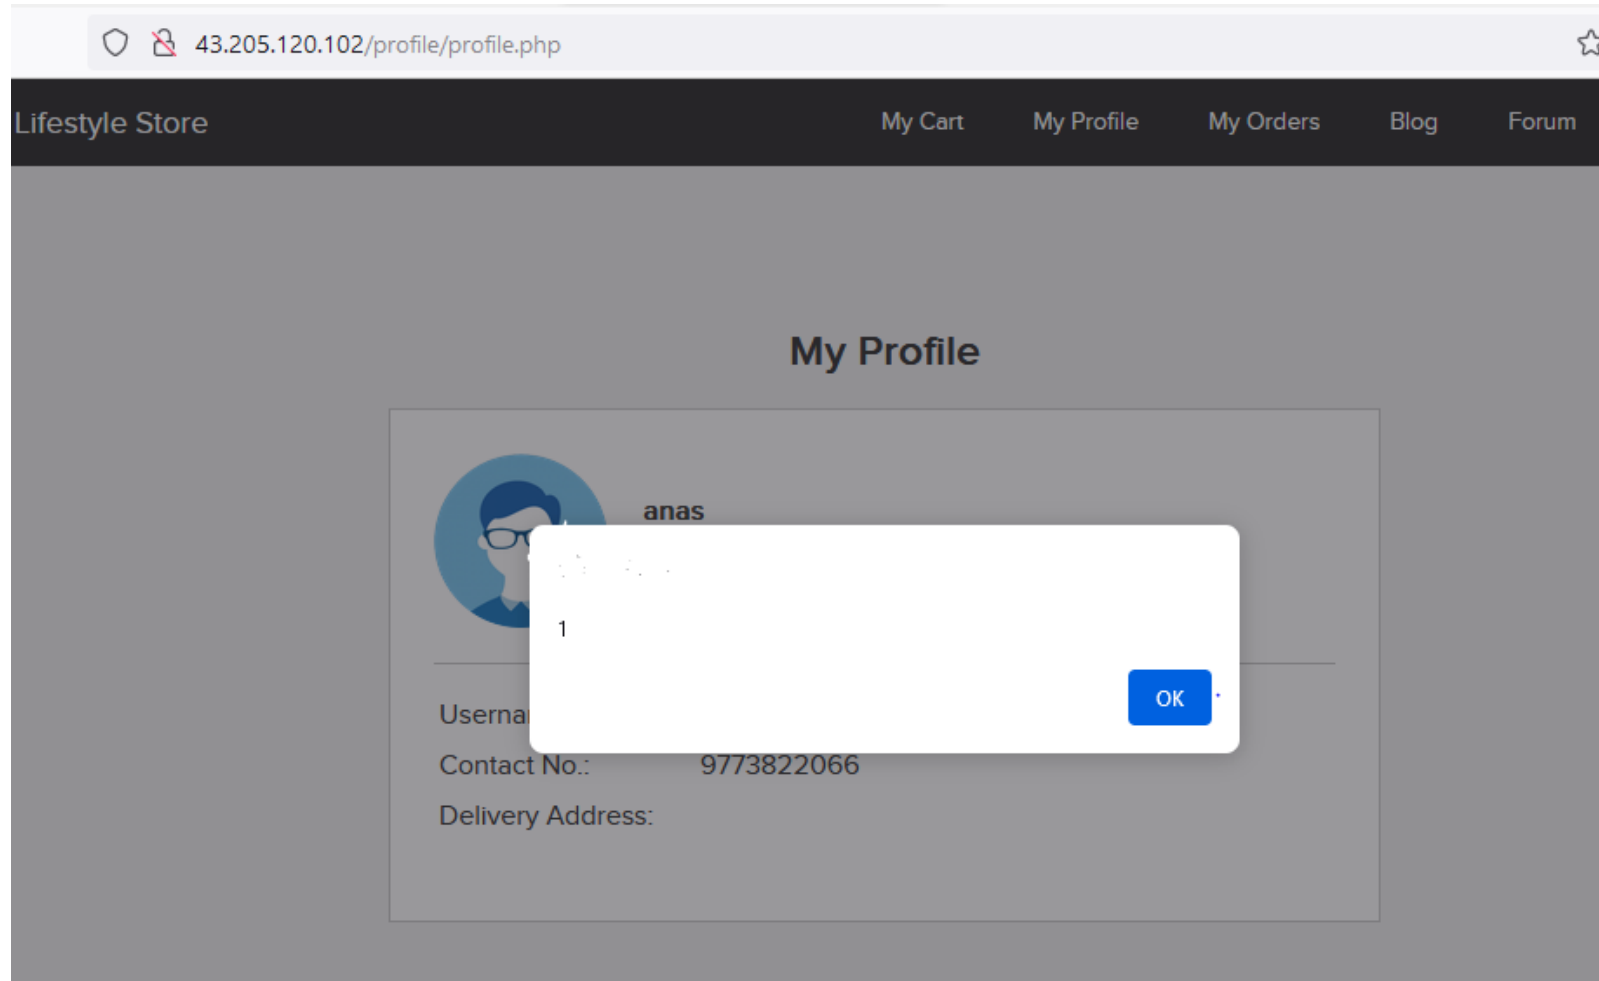 43.205.120.102/profile/profile.php
Lifestyle Store My Cart My Profile My Orders Blog Forum
My Profile
anas
1
OK
Contact No.: 9773822066
Delivery Address: